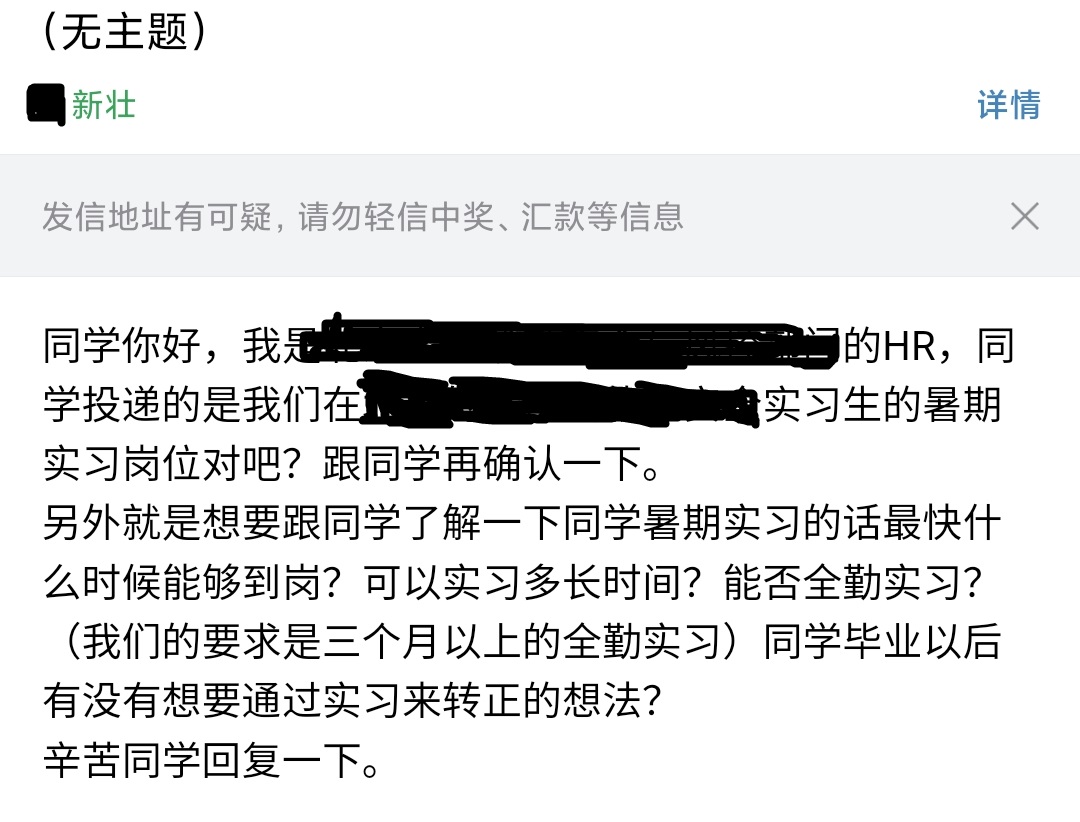 （无主题）
新壮
详情
发信地址有可疑, 请勿轻信中奖、汇款等信息
同学你好，我是的HR，同
学投递的是我们在实习生的暑期
实习岗位对吧？跟同学再确认一下。
另外就是想要跟同学了解一下同学暑期实习的话最快什
么时候能够到岗？可以实习多长时间？能否全勤实习？
（我们的要求是三个月以上的全勤实习）同学毕业以后
有没有想要通过实习来转正的想法？
辛苦同学回复一下。